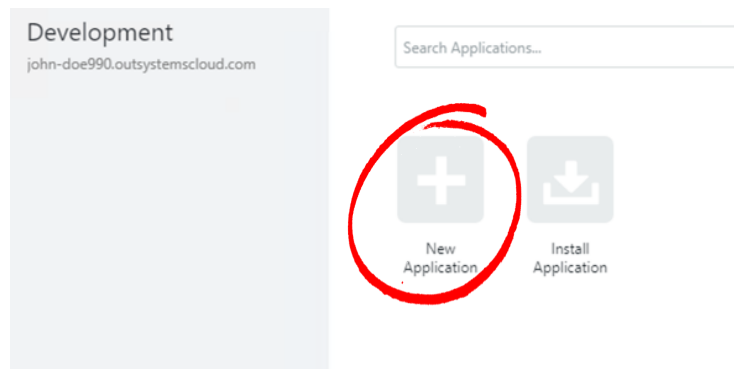 Development
john-doe990.outsystemscloud.com
Search Applications...
New
Application
Install
Application